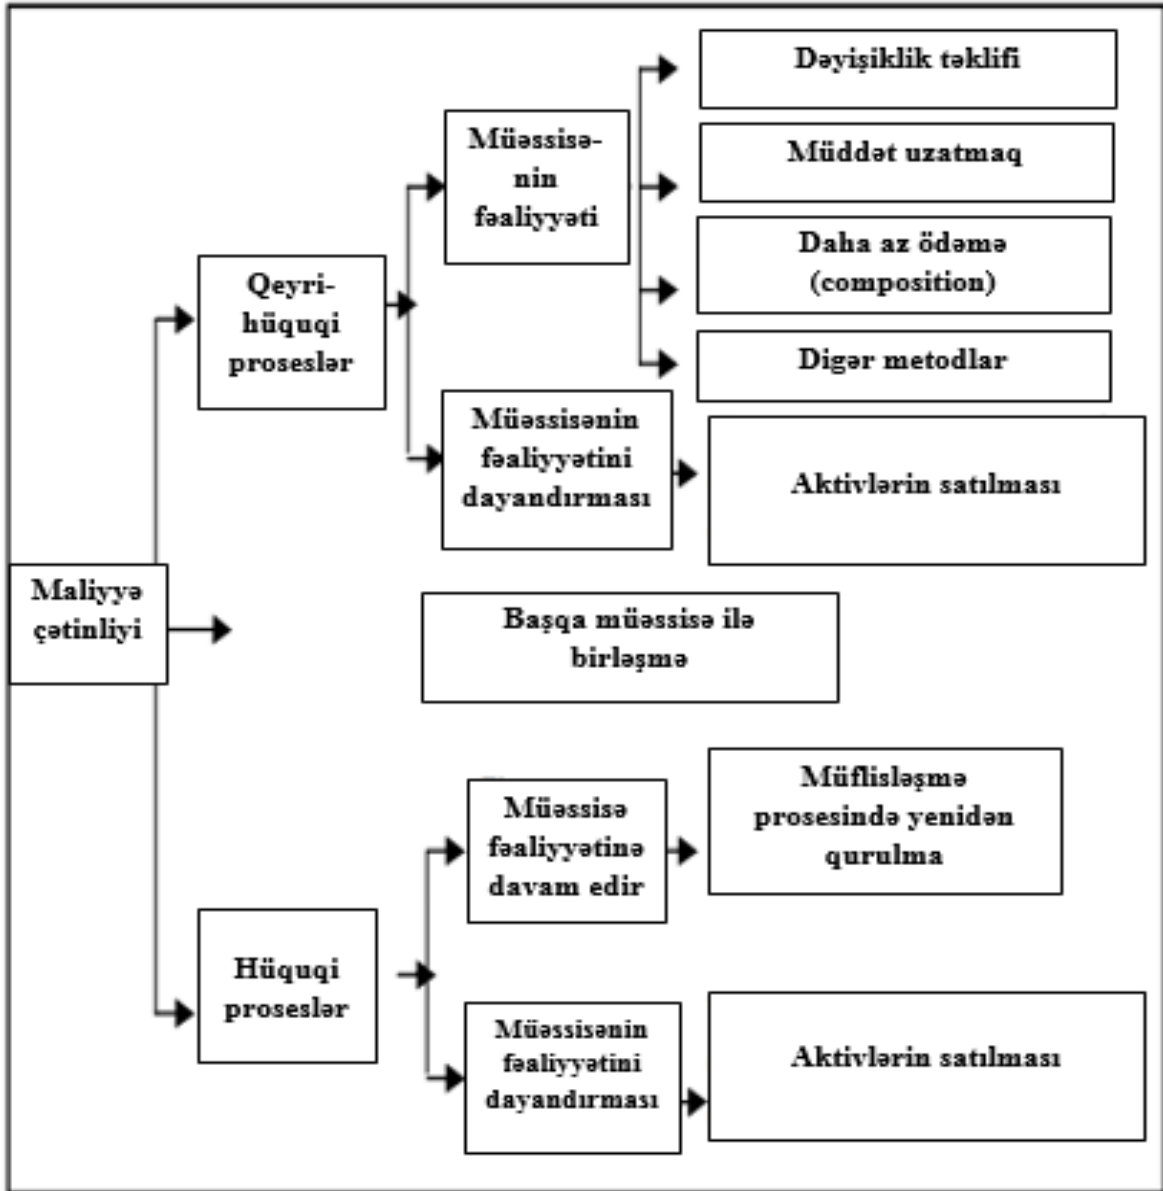 Dəyişiklik təklifi
Müəssisə-
nin
fəaliyyəti
Müddət uzatmaq
Daha az ödəmə
(composition)
Qeyri-
hüquqi
proseslər
Digər metodlar
Müəssisənin
fəaliyyətini
dayandırması
Aktivlərin satılması
Maliyyə
çətinliyi
Başqa müəssisə ilə
birləşmə
Müəssisə
fəaliyyətinə
davam edir
Müflisləşmə
prosesində yenidən
qurulma
Hüquqi
proseslər
Müəssisənin
fəaliyyətini
dayandırması
Aktivlərin satılması